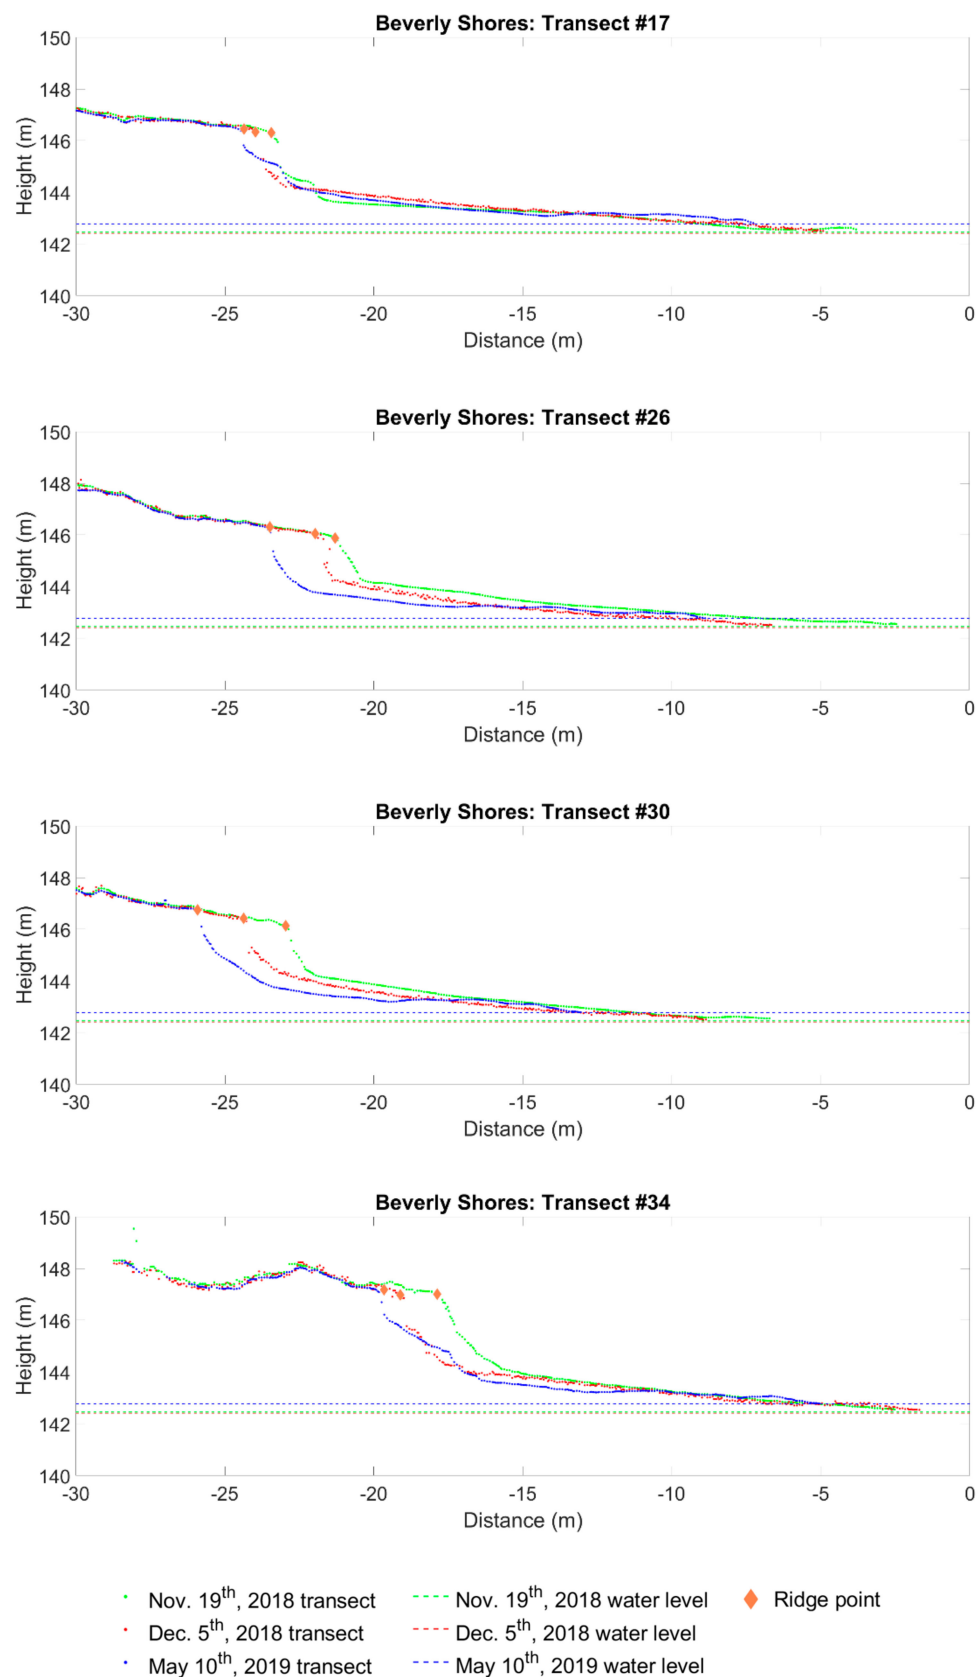 Beverly Shores: Transect #17
150
148
146
144
142
140
Height (m)
-30 -25 -20 -15 -10 -5 0
Distance (m)
Beverly Shores: Transect #26
150
148
146
144
142
140
Height (m)
-30 -25 -20 -15 -10 -5 0
Distance (m)
Beverly Shores: Transect #30
150
148
146
144
142
140
Height (m)
-30 -25 -20 -15 -10 -5 0
Distance (m)
Beverly Shores: Transect #34
150
148
146
144
142
140
Height (m)
-30 -25 -20 -15 -10 -5 0
Distance (m)
Nov. 19th, 2018 transect Nov. 19th, 2018 water level Ridge point
Dec. 5th, 2018 transect Dec. 5th, 2018 water level
May 10th, 2019 transect May 10th, 2019 water level